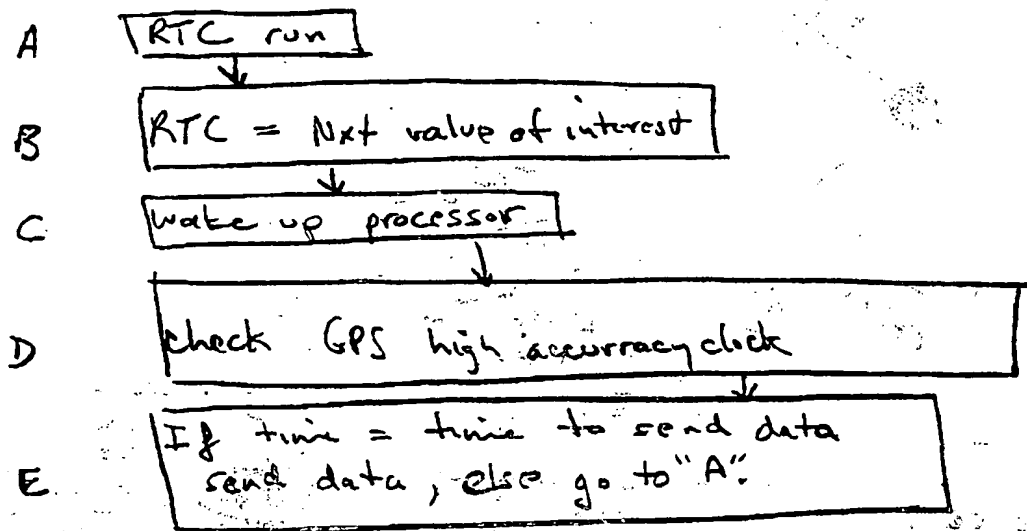 A RTC run
B RTC = Nxt value of interest
C wake up processor
D check GPS high accurracy clock
If time = time to send data
E send data, else go to "A".